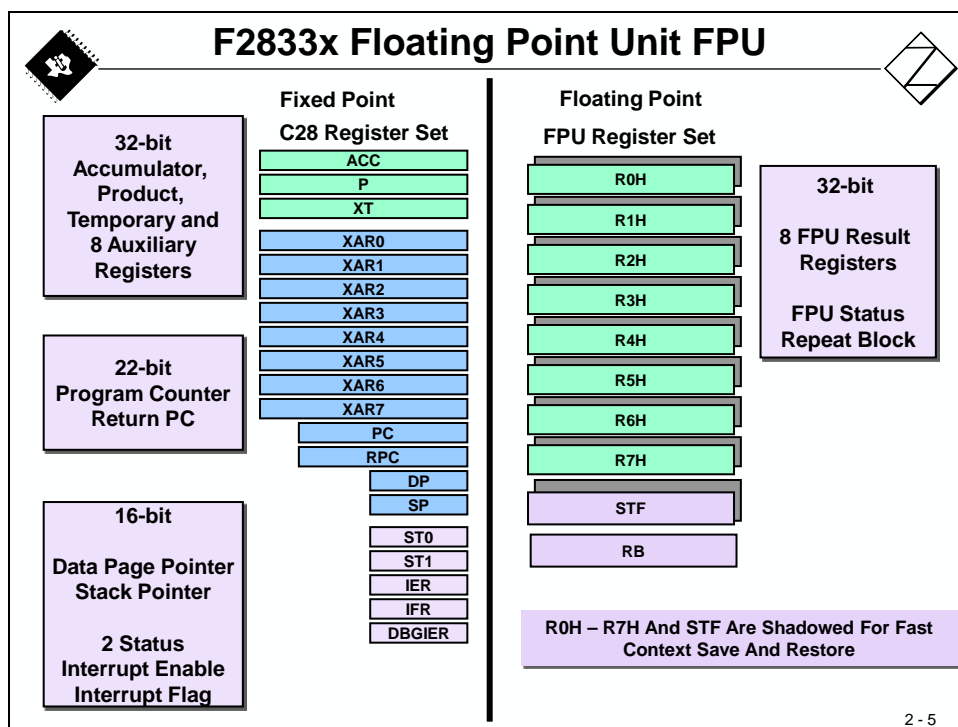 F2833x Floating Point Unit FPU
Fixed Point
C28 Register Set
32-bit
Accumulator,
Product,
Temporary and
8 Auxiliary
Registers
22-bit
Program Counter
Return PC
16-bit
Data Page Pointer
Stack Pointer
2 Status
Interrupt Enable
Interrupt Flag
ACC
P
XT
XAR0
XAR1
XAR2
XAR3
XAR4
XAR5
XAR6
XAR7
PC
RPC
DP
SP
ST0
ST1
IER
IFR
DBGIER
Floating Point
FPU Register Set
R0H
R1H
R2H
R3H
R4H
R5H
R6H
R7H
STF
RB
32-bit
8 FPU Result
Registers
FPU Status
Repeat Block
R0H – R7H And STF Are Shadowed For Fast
Context Save And Restore
2 - 5